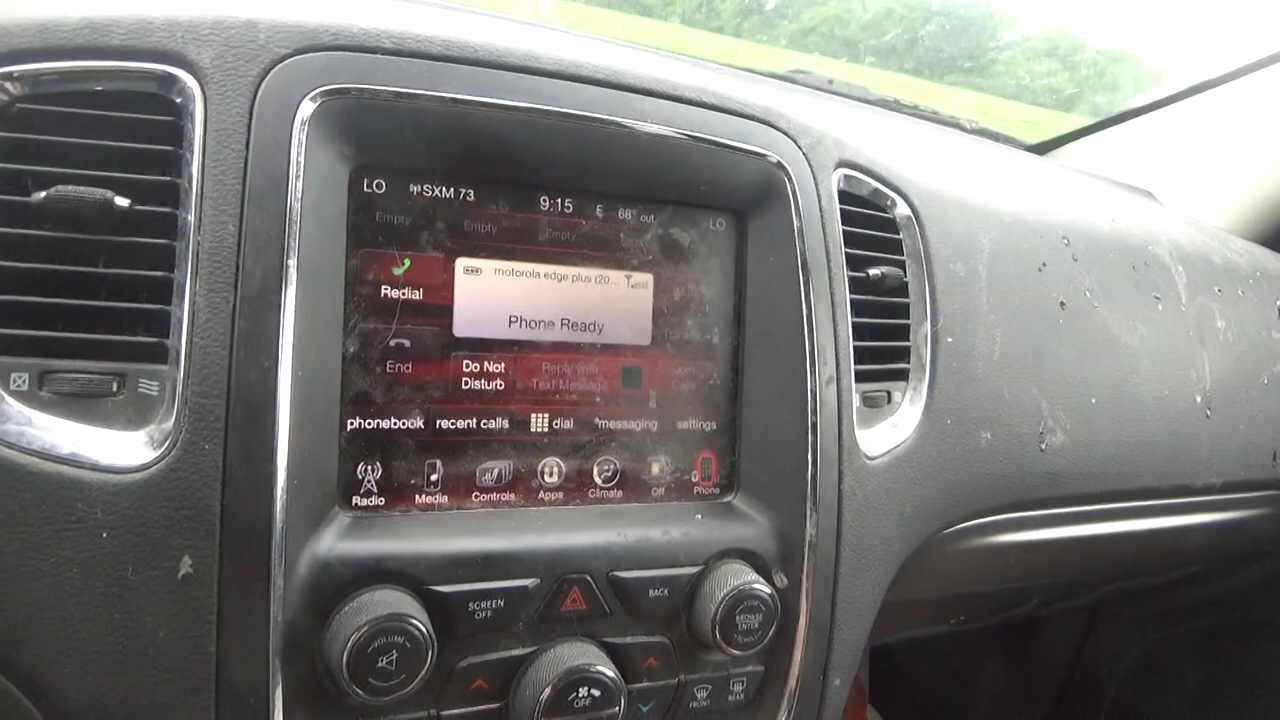 LO SXM 73 9:15 E 68° out LO
Empty Empty Empty
motorola edge plus (20...
Redial
Phone Ready
End
Do Not
Disturb
Reply with
Text Message
Join
Calls
phonebook recent calls dial messaging settings
Radio Media Controls Apps Climate Off Phone
SCREEN
OFF
BACK
VOLUME
BROWSE
ENTER
SCROLL
OFF
FRONT REAR